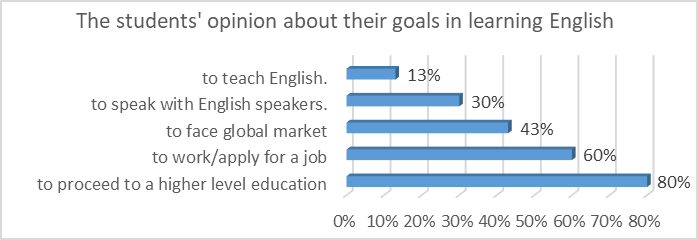 The students' opinion about their goals in learning English
to teach English. 13%
to speak with English speakers. 30%
to face global market 43%
to work/apply for a job 60%
to proceed to a higher level education 80%
0% 10% 20% 30% 40% 50% 60% 70% 80%